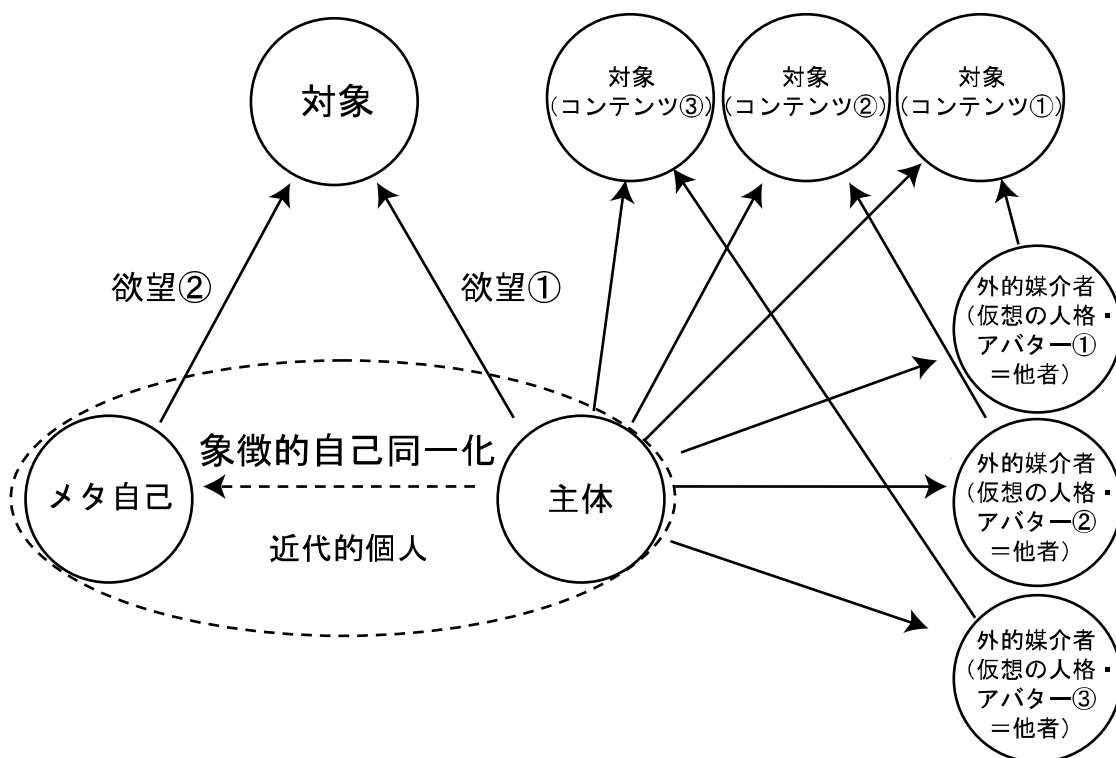 対象
対象
(コンテンツ③)
対象
(コンテンツ②)
対象
(コンテンツ①)
欲望②
欲望①
外的媒介者
(仮想の人格・
アバター①
=他者)
象徴的自己同一化
メタ自己
主体
近代的個人
外的媒介者
(仮想の人格・
アバター②
=他者)
外的媒介者
(仮想の人格・
アバター③
=他者)